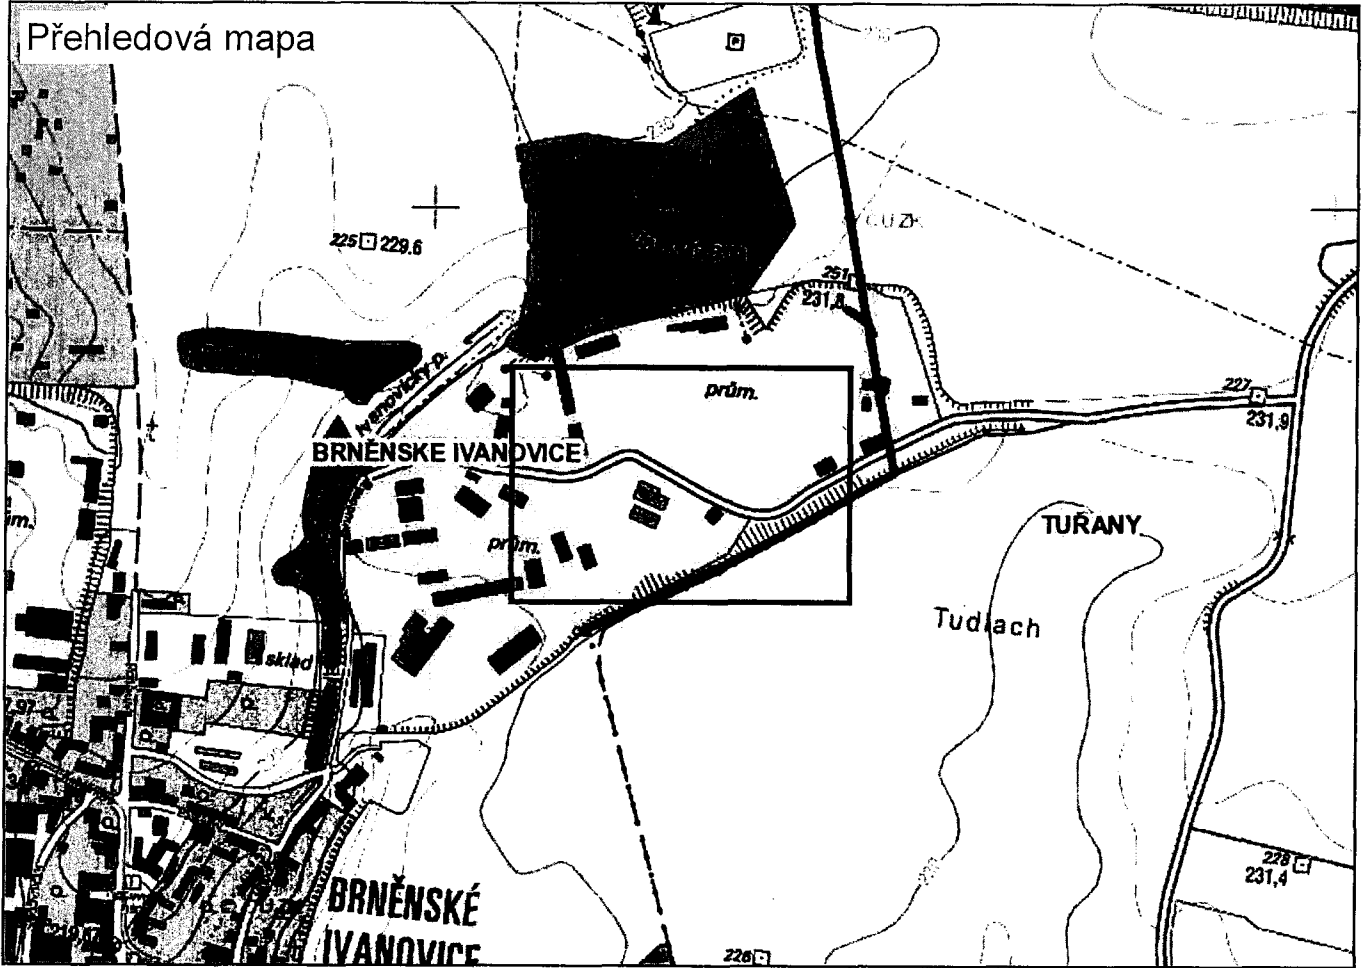 Přehledová mapa
225 229.6
251
231,8
Ivanovický p.
prům.
227
231,9
BRNĚNSKE IVANOVICE
prům.
TUŘANY
Tudlach
sklad
228
231,4
BRNĚNSKÉ
IVANOVICE
226